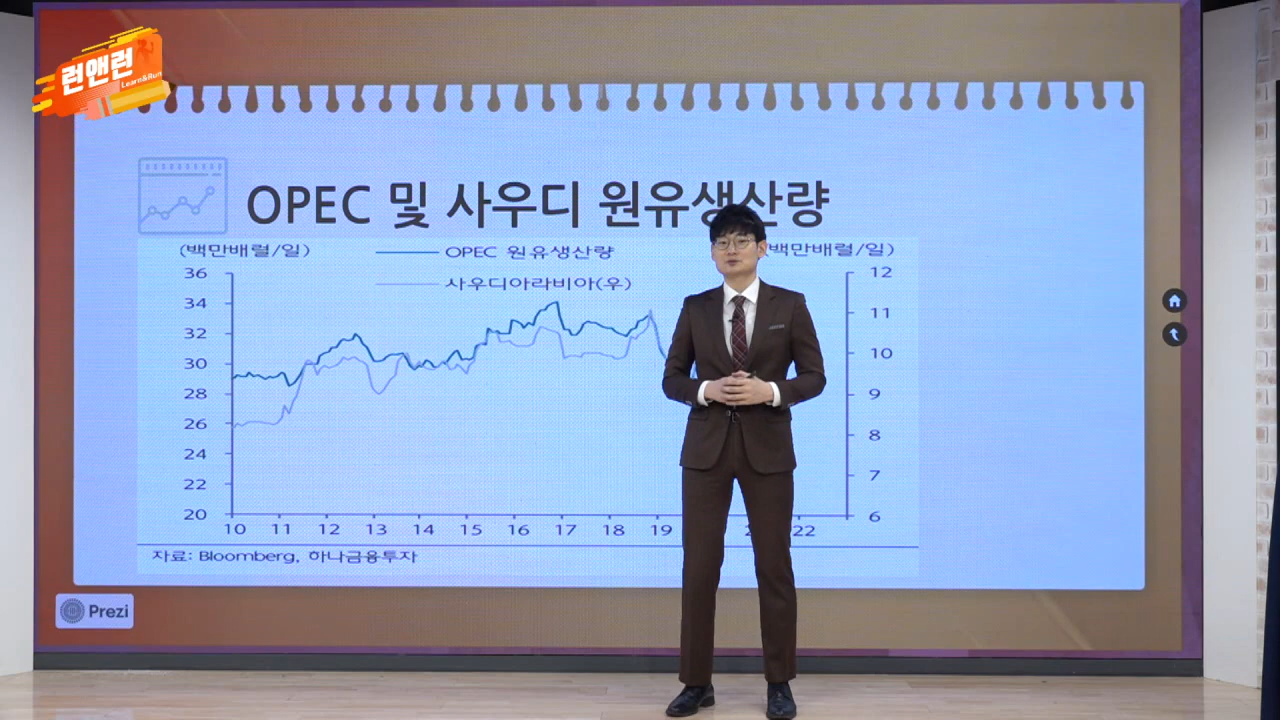 런앤런
Learn&Run
OPEC 및 사우디 원유생산량
(백만배럴/일)
OPEC 원유생산량
백만배럴/일)
사우디아라비아(우)
36
34
32
30
28
26
24
22
20
12
11
10
9
8
7
6
10 11 12 13 14 15 16 17 18 19 22
자료: Bloomberg, 하나금융투자
Prezi